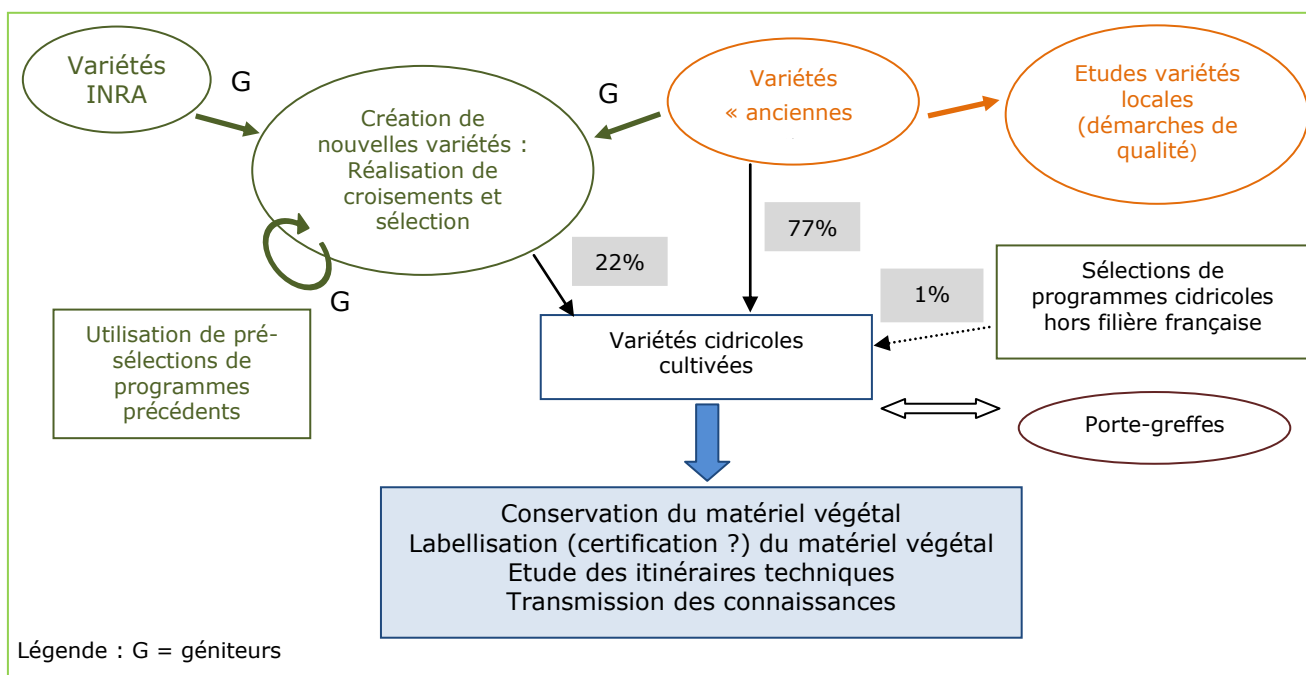 Variétés
INRA
G
Création de
nouvelles variétés :
Réalisation de
croisements et
sélection
G
G
Variétés
« anciennes
Etudes variétés
locales
(démarches de
qualité)
22%
77%
1%
Sélections de
programmes cidricoles
hors filière française
Utilisation de pré-
sélections de
programmes
précédents
Variétés cidricoles
cultivées
Porte-greffes
Conservation du matériel végétal
Labellisation (certification ?) du matériel végétal
Etude des itinéraires techniques
Transmission des connaissances
Légende : G = géniteurs